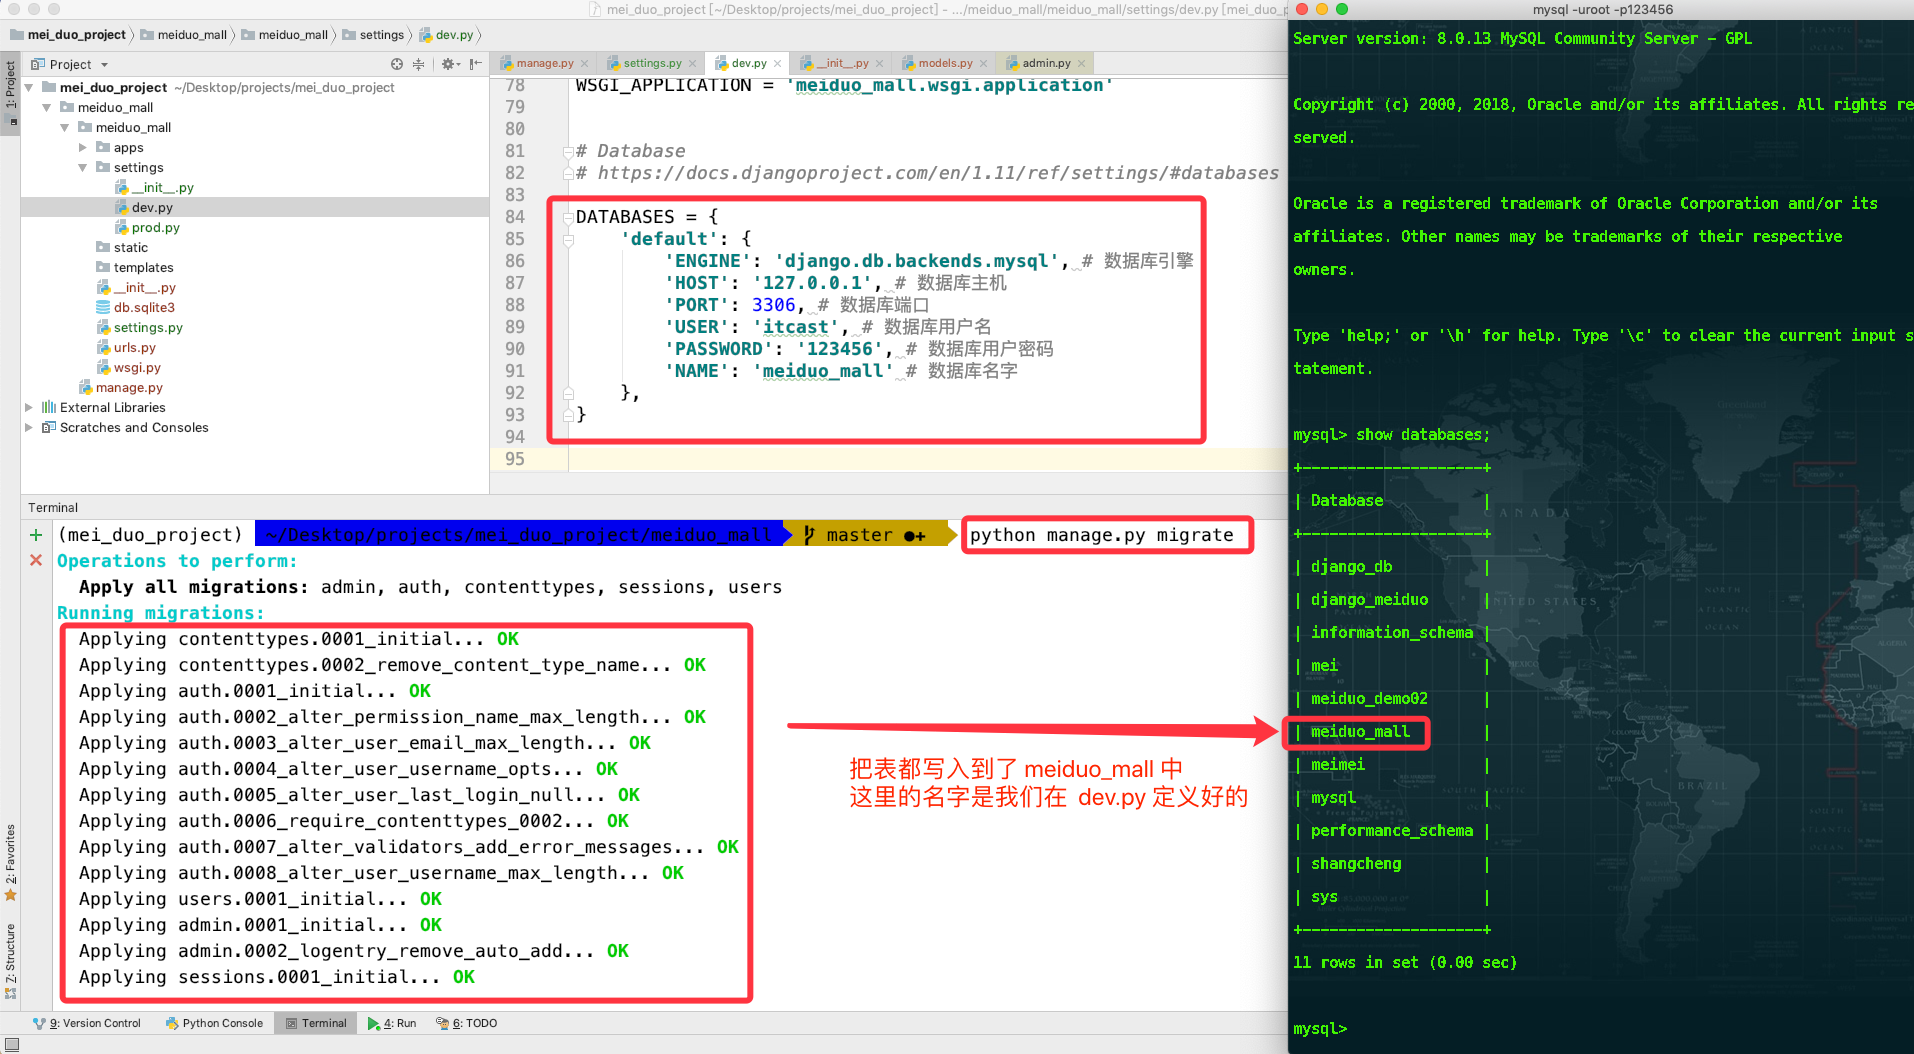 mei_duo_project [~/Desktop/projects/mei_duo_project] - .../meiduo_mall/meiduo_mall/settings/dev.py [mei_duo_p
mei_duo_project meiduo_mall meiduo_mall settings dev.py
1: Project
Project
manage.py settings.py dev.py __init__.py models.py admin.py
mei_duo_project ~/Desktop/projects/mei_duo_project
meiduo_mall
meiduo_mall
apps
settings
__init__.py
dev.py
prod.py
static
templates
__init__.py
db.sqlite3
settings.py
urls.py
wsgi.py
manage.py
External Libraries
Scratches and Consoles
78 WSGI_APPLICATION = 'meiduo_mall.wsgi.application'
79
80
81 # Database
82 # https://docs.djangoproject.com/en/1.11/ref/settings/#databases
83
84 DATABASES = {
85 'default': {
86 'ENGINE': 'django.db.backends.mysql', # 数据库引擎
87 'HOST': '127.0.0.1', # 数据库主机
88 'PORT': 3306, # 数据库端口
89 'USER': 'itcast', # 数据库用户名
90 'PASSWORD': '123456', # 数据库用户密码
91 'NAME': 'meiduo_mall' # 数据库名字
92 },
93 }
94
95
Terminal
(mei_duo_project) ~/Desktop/projects/mei_duo_project/meiduo_mall master ●+ python manage.py migrate
Operations to perform:
Apply all migrations: admin, auth, contenttypes, sessions, users
Running migrations:
Applying contenttypes.0001_initial... OK
Applying contenttypes.0002_remove_content_type_name... OK
Applying auth.0001_initial... OK
Applying auth.0002_alter_permission_name_max_length... OK
Applying auth.0003_alter_user_email_max_length... OK
Applying auth.0004_alter_user_username_opts... OK
Applying auth.0005_alter_user_last_login_null... OK
Applying auth.0006_require_contenttypes_0002... OK
Applying auth.0007_alter_validators_add_error_messages... OK
Applying auth.0008_alter_user_username_max_length... OK
Applying users.0001_initial... OK
Applying admin.0001_initial... OK
Applying admin.0002_logentry_remove_auto_add... OK
Applying sessions.0001_initial... OK
把表都写入到了 meiduo_mall 中
这里的名字是我们在 dev.py 定义好的
2: Favorites
7: Structure
9: Version Control Python Console Terminal 4: Run 6: TODO
mysql -uroot -p123456
Server version: 8.0.13 MySQL Community Server - GPL
Copyright (c) 2000, 2018, Oracle and/or its affiliates. All rights re
served.
Oracle is a registered trademark of Oracle Corporation and/or its
affiliates. Other names may be trademarks of their respective
owners.
Type 'help;' or '\h' for help. Type '\c' to clear the current input s
tatement.
mysql> show databases;
+--------------------+
| Database |
+--------------------+
| django_db |
| django_meiduo |
| information_schema |
| mei |
| meiduo_demo02 |
| meiduo_mall |
| meimei |
| mysql |
| performance_schema |
| shangcheng |
| sys |
+--------------------+
11 rows in set (0.00 sec)
mysql>